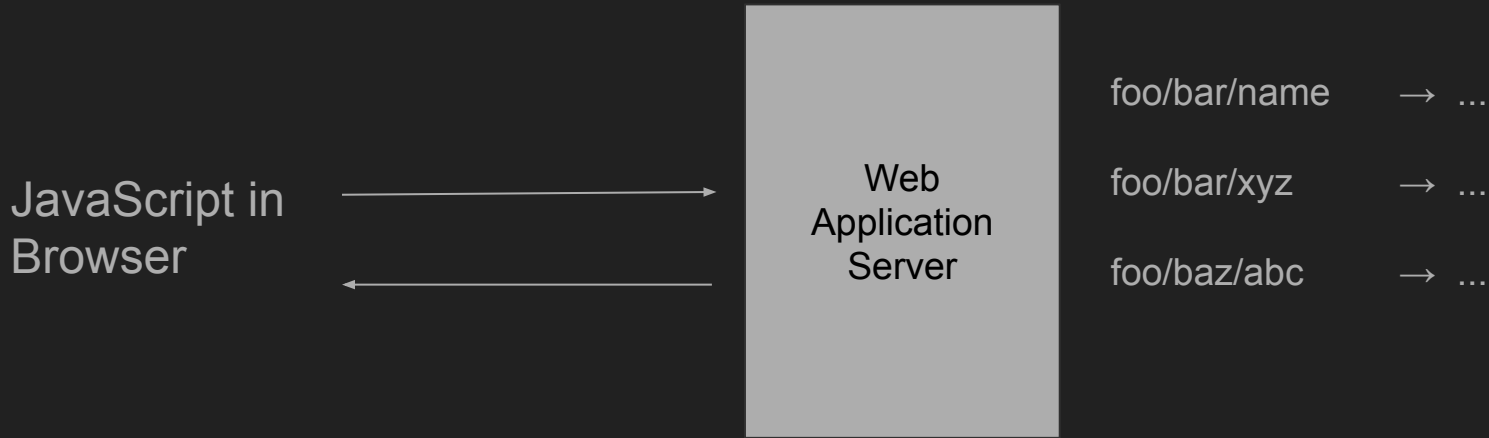 JavaScript in
Browser
Web
Application
Server
foo/bar/name → ...
foo/bar/xyz → ...
foo/baz/abc → ...